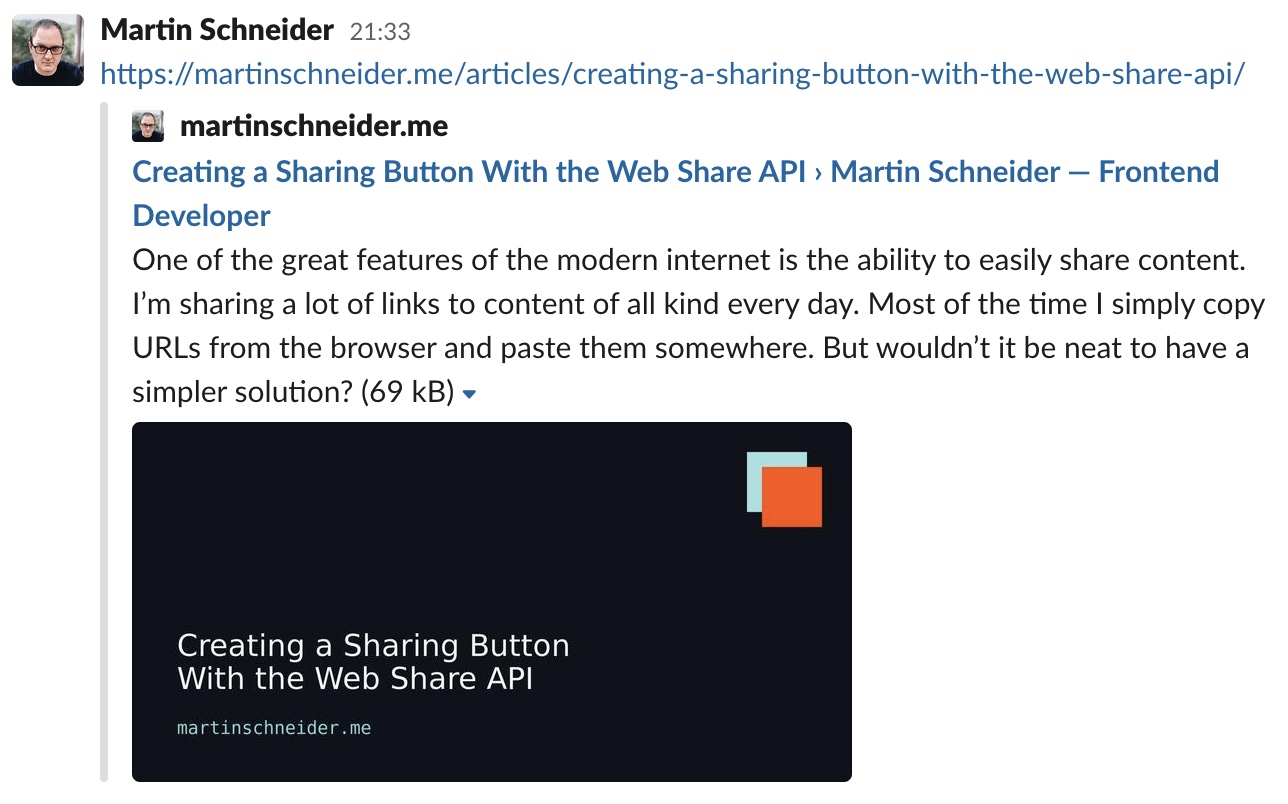 Martin Schneider 21:33
https://martinschneider.me/articles/creating-a-sharing-button-with-the-web-share-api/
martinschneider.me
Creating a Sharing Button With the Web Share API › Martin Schneider — Frontend
Developer
One of the great features of the modern internet is the ability to easily share content.
I’m sharing a lot of links to content of all kind every day. Most of the time I simply copy
URLs from the browser and paste them somewhere. But wouldn’t it be neat to have a
simpler solution? (69 kB)
Creating a Sharing Button
With the Web Share API
martinschneider.me